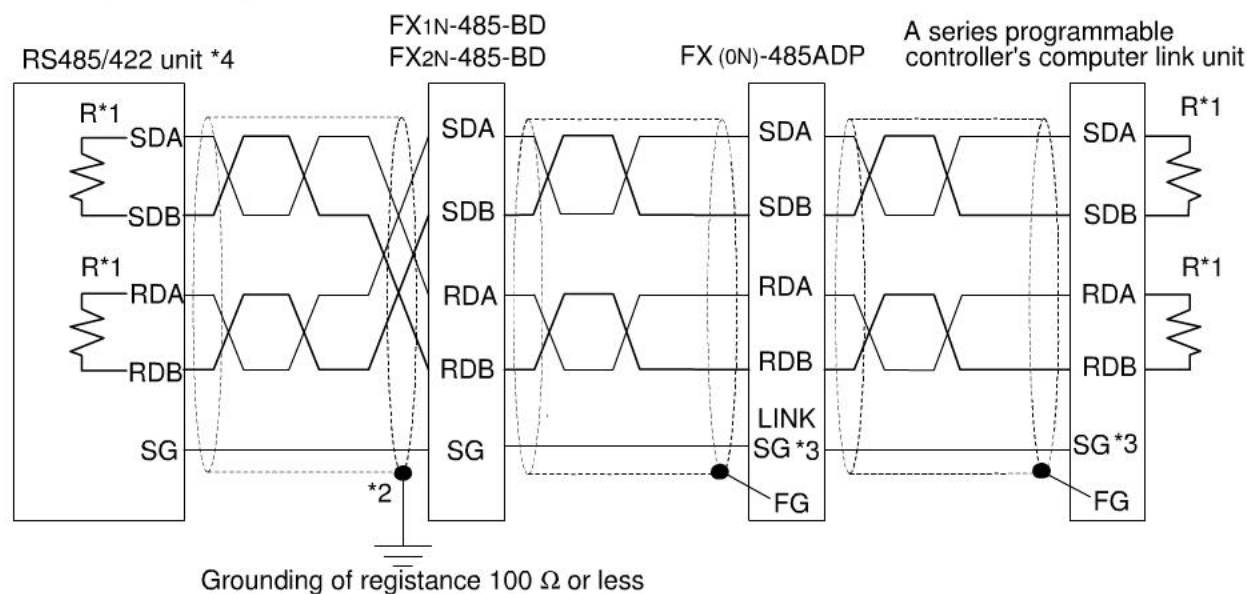 FX1N-485-BD
FX2N-485-BD
RS485/422 unit *4
FX (0N)-485ADP
A series programmable
controller's computer link unit
R*1
SDA
SDB
R*1
RDA
RDB
SG
*2
SDA
SDB
RDA
RDB
SG
SDA
SDB
RDA
RDB
LINK
SG *3
FG
SDA
SDB
RDA
RDB
SG*3
FG
R*1
R*1
Grounding of registance 100 Ω or less